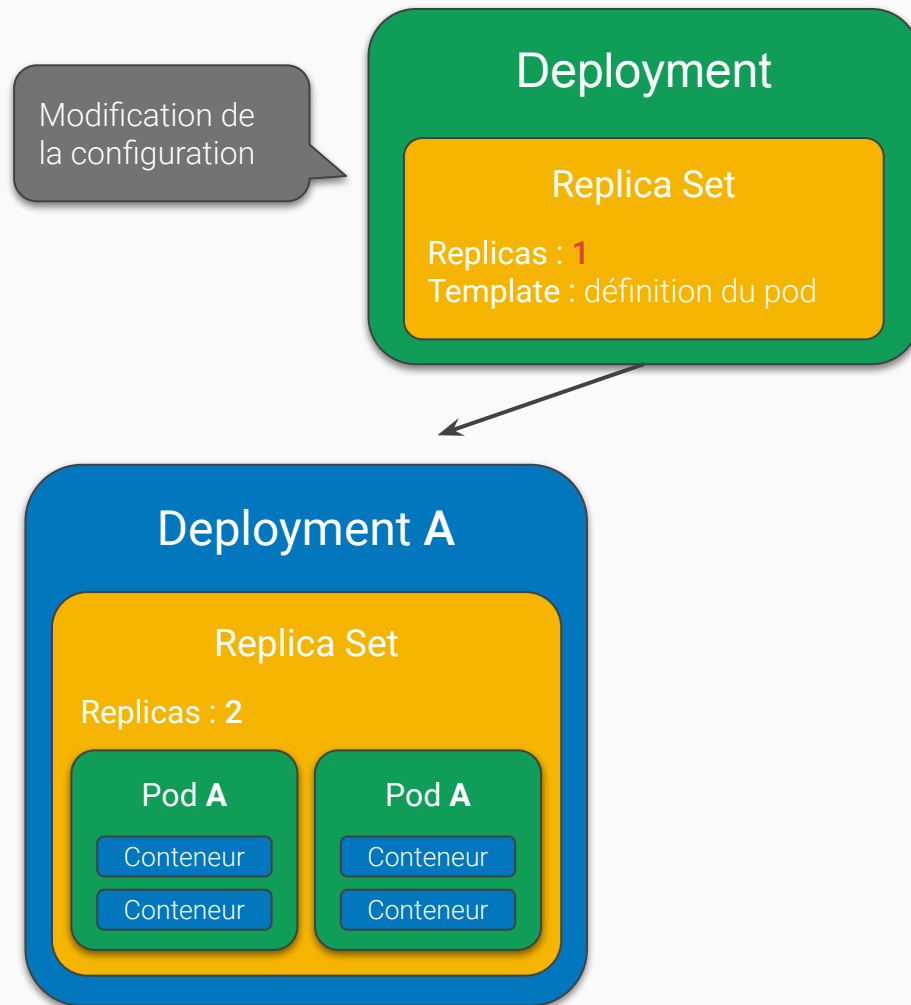 Deployment
Modification de
la configuration
Replica Set
Replicas : 1
Template : définition du pod
Deployment A
Replica Set
Replicas : 2
Pod A
Conteneur
Conteneur
Pod A
Conteneur
Conteneur